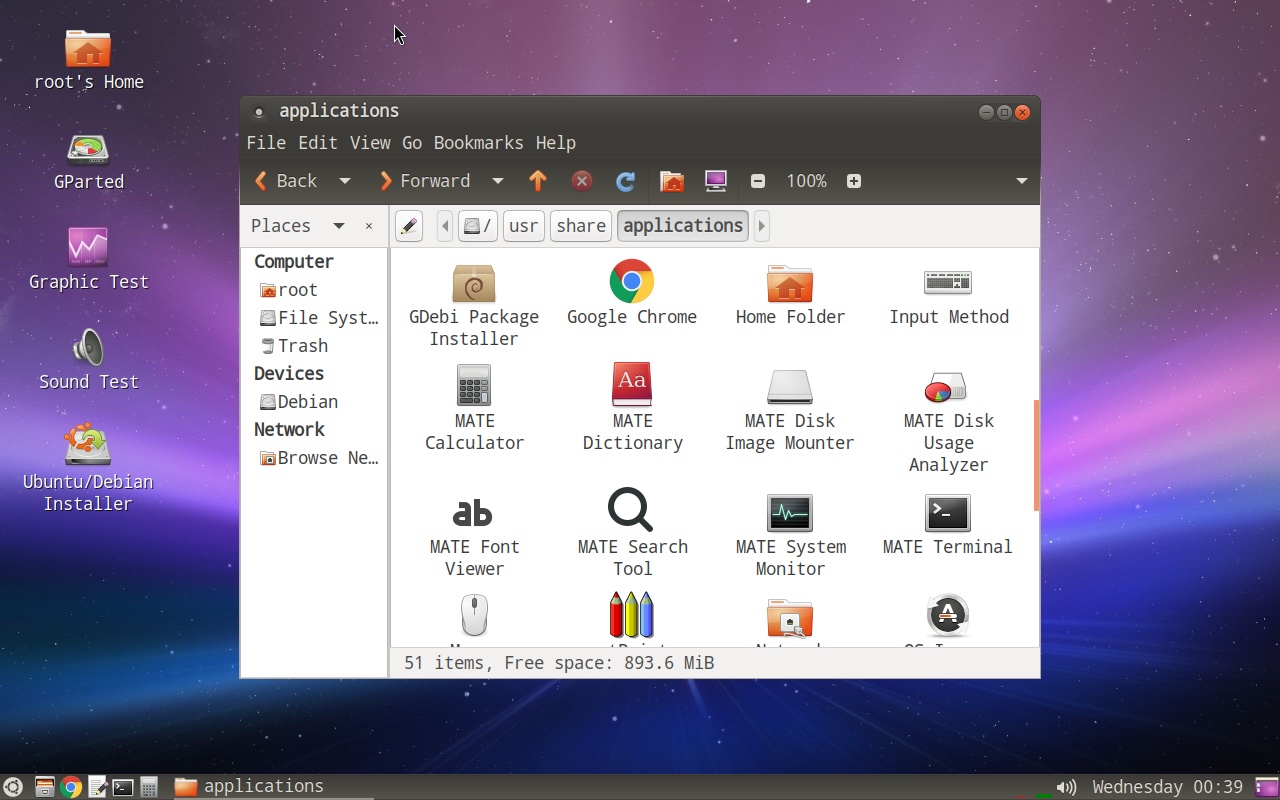 root's Home
GParted
Graphic Test
Sound Test
Ubuntu/Debian
Installer
applications
File Edit View Go Bookmarks Help
Back Forward 100%
Places
/ usr share applications
Computer
root
File Syst…
Trash
Devices
Debian
Network
Browse Ne…
GDebi Package
Installer
Google Chrome
Home Folder
Input Method
MATE
Calculator
Aa
MATE
Dictionary
MATE Disk
Image Mounter
MATE Disk
Usage
Analyzer
ab
MATE Font
Viewer
MATE Search
Tool
MATE System
Monitor
>_
MATE Terminal
A
51 items, Free space: 893.6 MiB
applications
Wednesday 00:39